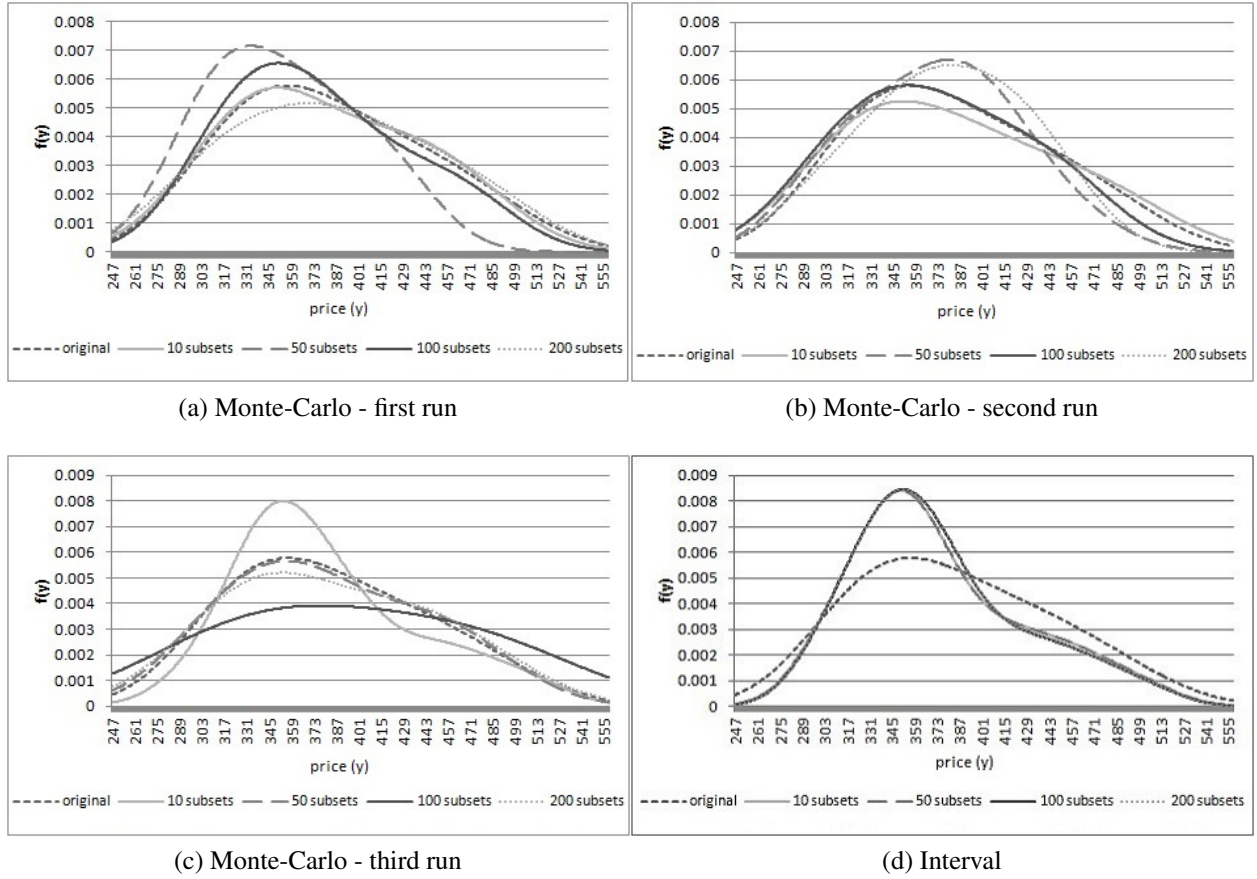 0.008
0.007
0.006
0.005
0.004
0.003
0.002
0.001
0
f(y)
247 261 275 289 303 317 331 345 359 373 387 401 415 429 443 457 471 485 499 513 527 541 555
price (y)
original 10 subsets 50 subsets 100 subsets 200 subsets
(a) Monte-Carlo - first run
0.008
0.007
0.006
0.005
0.004
0.003
0.002
0.001
0
f(y)
247 261 275 289 303 317 331 345 359 373 387 401 415 429 443 457 471 485 499 513 527 541 555
price (y)
original 10 subsets 50 subsets 100 subsets 200 subsets
(b) Monte-Carlo - second run
0.009
0.008
0.007
0.006
0.005
0.004
0.003
0.002
0.001
0
f(y)
247 261 275 289 303 317 331 345 359 373 387 401 415 429 443 457 471 485 499 513 527 541 555
price (y)
original 10 subsets 50 subsets 100 subsets 200 subsets
(c) Monte-Carlo - third run
0.009
0.008
0.007
0.006
0.005
0.004
0.003
0.002
0.001
0
f(y)
247 261 275 289 303 317 331 345 359 373 387 401 415 429 443 457 471 485 499 513 527 541 555
price (y)
original 10 subsets 50 subsets 100 subsets 200 subsets
(d) Interval